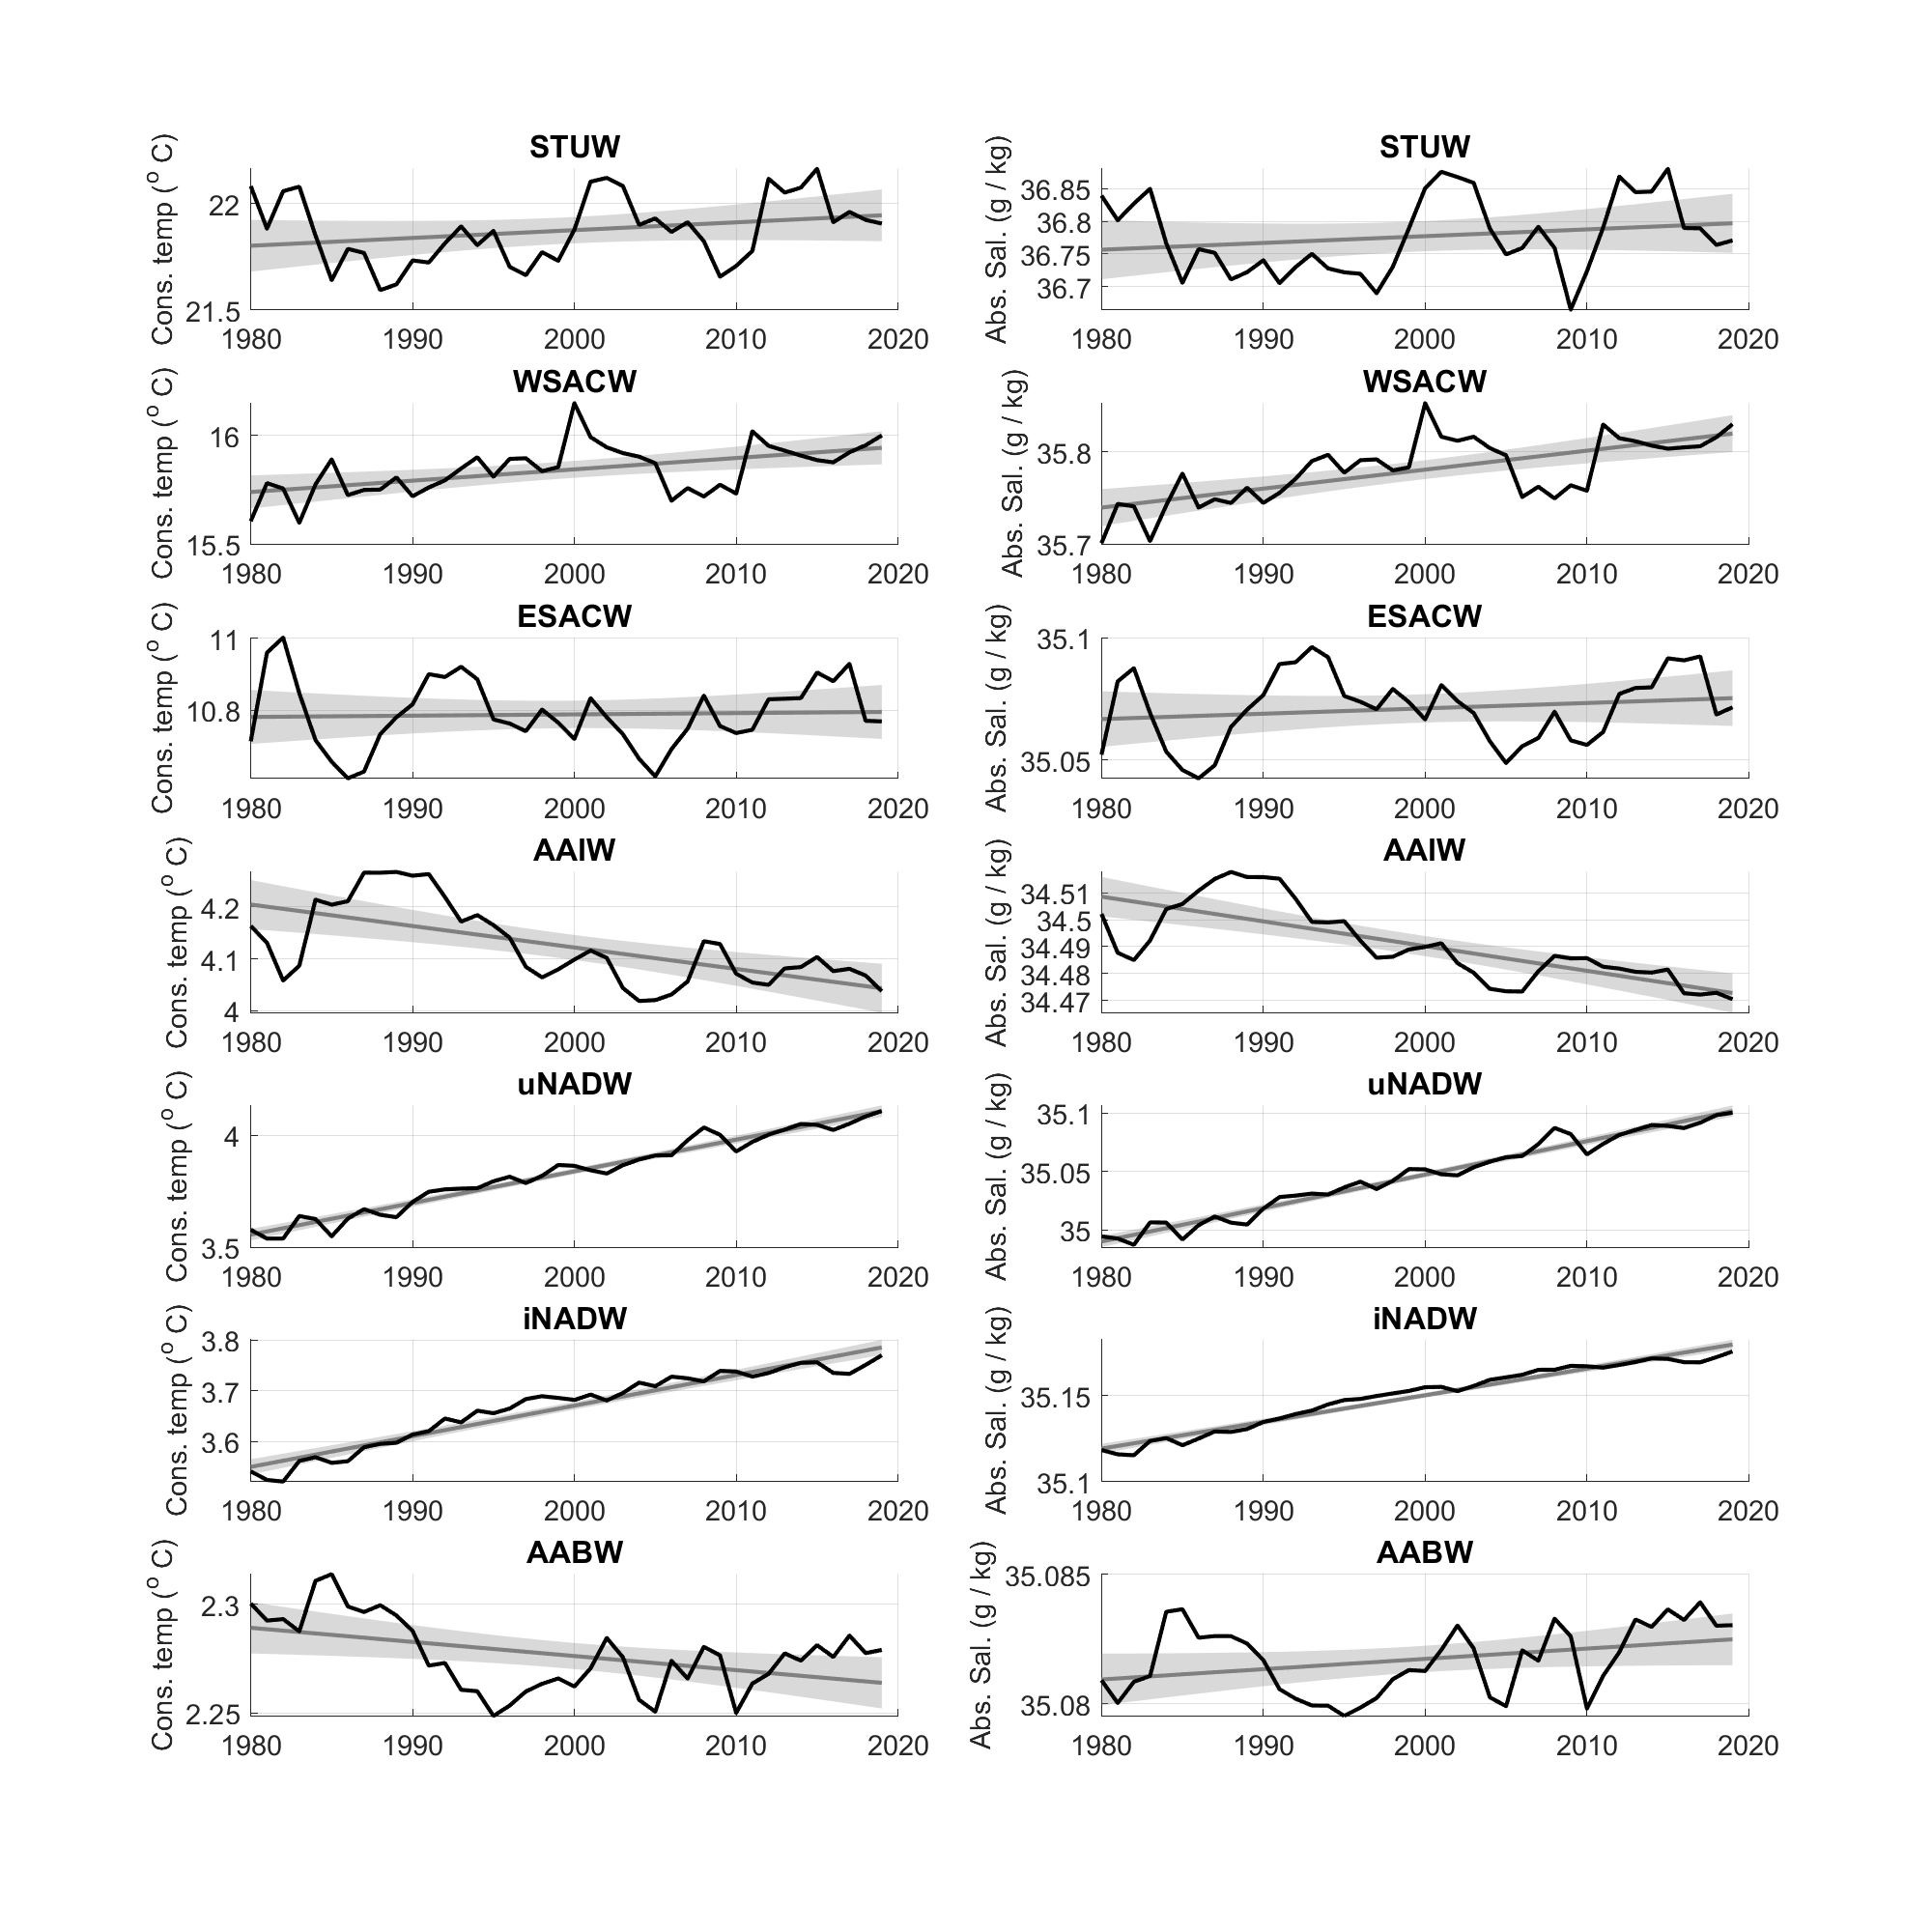 STUW
Cons. temp (° C)
22
21.5
1980 1990 2000 2010 2020
STUW
Abs. Sal. (g / kg)
36.85
36.8
36.75
36.7
1980 1990 2000 2010 2020
WSACW
Cons. temp (° C)
16
15.5
1980 1990 2000 2010 2020
WSACW
Abs. Sal. (g / kg)
35.8
35.7
1980 1990 2000 2010 2020
ESACW
Cons. temp (° C)
11
10.8
1980 1990 2000 2010 2020
ESACW
Abs. Sal. (g / kg)
35.1
35.05
1980 1990 2000 2010 2020
AAIW
Cons. temp (° C)
4.2
4.1
4
1980 1990 2000 2010 2020
AAIW
Abs. Sal. (g / kg)
34.51
34.5
34.49
34.48
34.47
1980 1990 2000 2010 2020
uNADW
Cons. temp (° C)
4
3.5
1980 1990 2000 2010 2020
uNADW
Abs. Sal. (g / kg)
35.1
35.05
35
1980 1990 2000 2010 2020
iNADW
Cons. temp (° C)
3.8
3.7
3.6
1980 1990 2000 2010 2020
iNADW
Abs. Sal. (g / kg)
35.15
35.1
1980 1990 2000 2010 2020
AABW
Cons. temp (° C)
2.3
2.25
1980 1990 2000 2010 2020
AABW
Abs. Sal. (g / kg)
35.085
35.08
1980 1990 2000 2010 2020